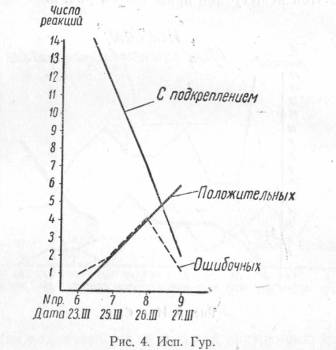 Число
реакций
14
13
12
11
10
9
8
7
6
5
4
3
2
1
С подкреплением
Положительных
Ошибочных
N пр. 6 7 8 9
Дата 23.III 25.III 26.III 27.III
Рис. 4. Исп. Гур.